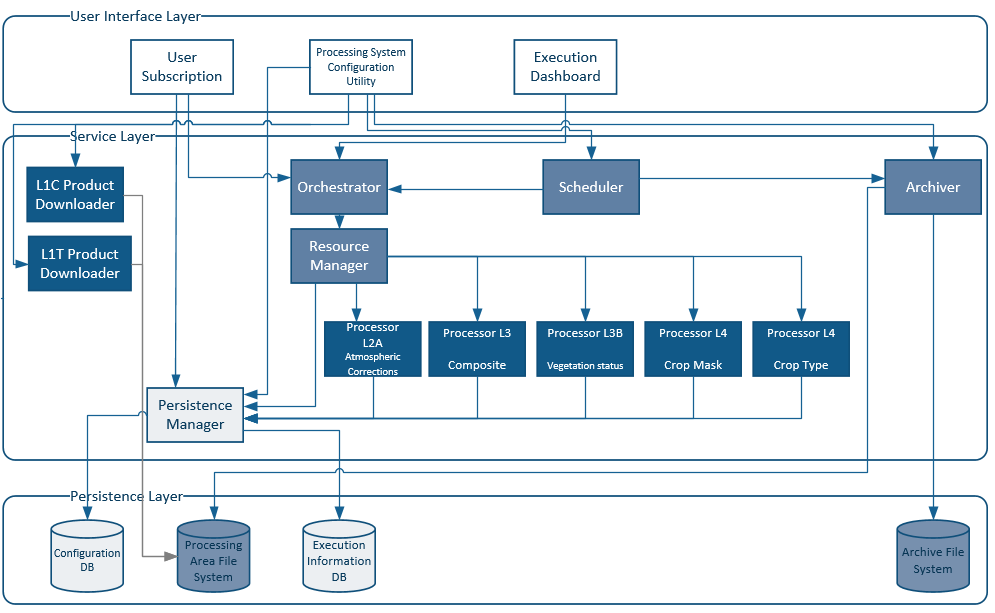 User Interface Layer
User
Subscription
Processing System
Configuration
Utility
Execution
Dashboard
Service Layer
L1C Product
Downloader
Orchestrator
Scheduler
Archiver
L1T Product
Downloader
Resource
Manager
Processor
L2A
Atmospheric
Corrections
Processor L3
Composite
Processor L3B
Vegetation status
Processor L4
Crop Mask
Processor L4
Crop Type
Persistence
Manager
Persistence Layer
Configuration
DB
Processing
Area File
System
Execution
Information
DB
Archive File
System